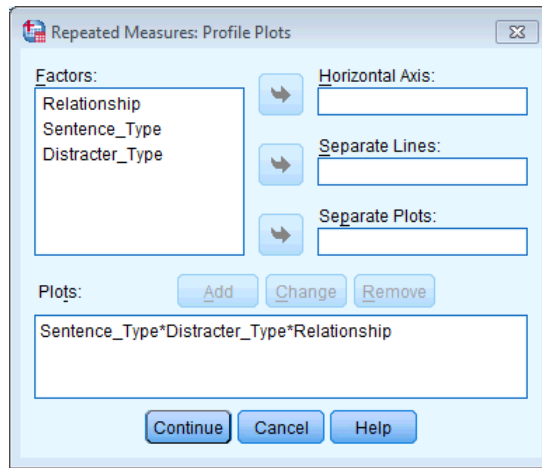 Repeated Measures: Profile Plots
Factors:
Relationship
Sentence_Type
Distracter_Type
Horizontal Axis:
Separate Lines:
Separate Plots:
Plots:
Add Change Remove
Sentence_Type*Distracter_Type*Relationship
Continue Cancel Help